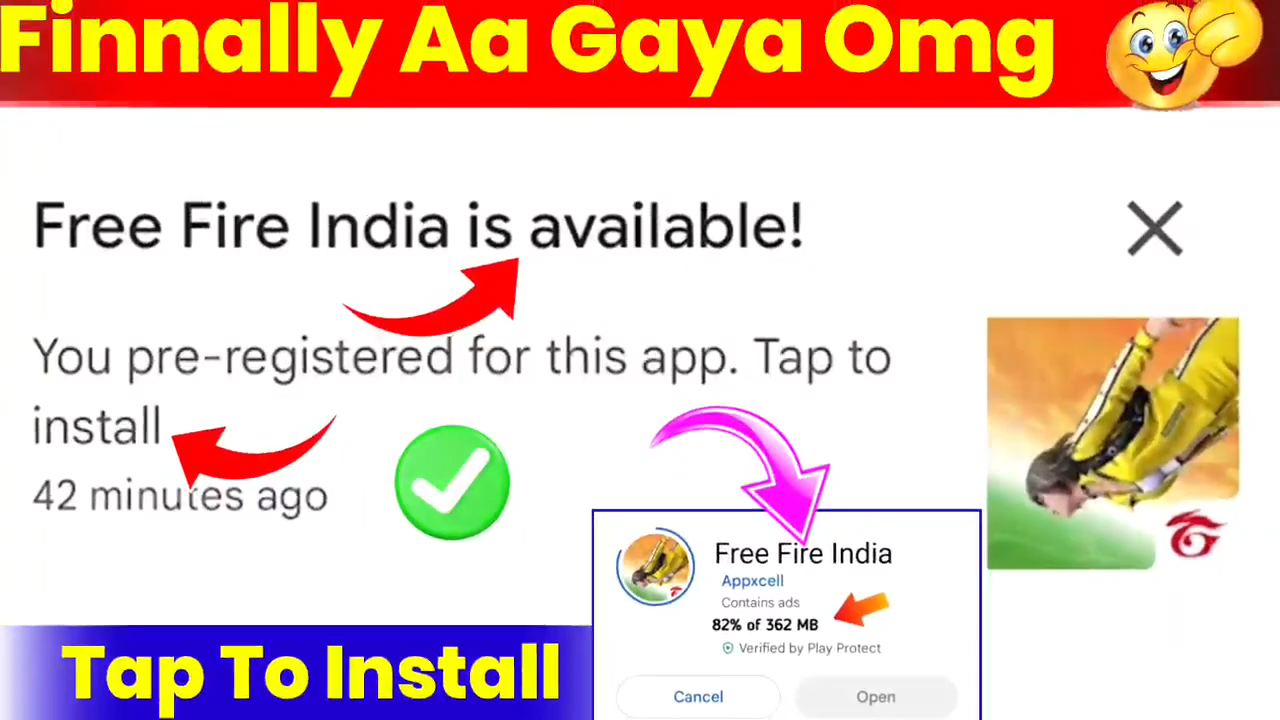 Finnally Aa Gaya Omg
Free Fire India is available!
You pre-registered for this app. Tap to
install
42 minutes ago
Free Fire India
Appxcell
Contains ads
82% of 362 MB
Verified by Play Protect
Cancel
Open
Tap To Install